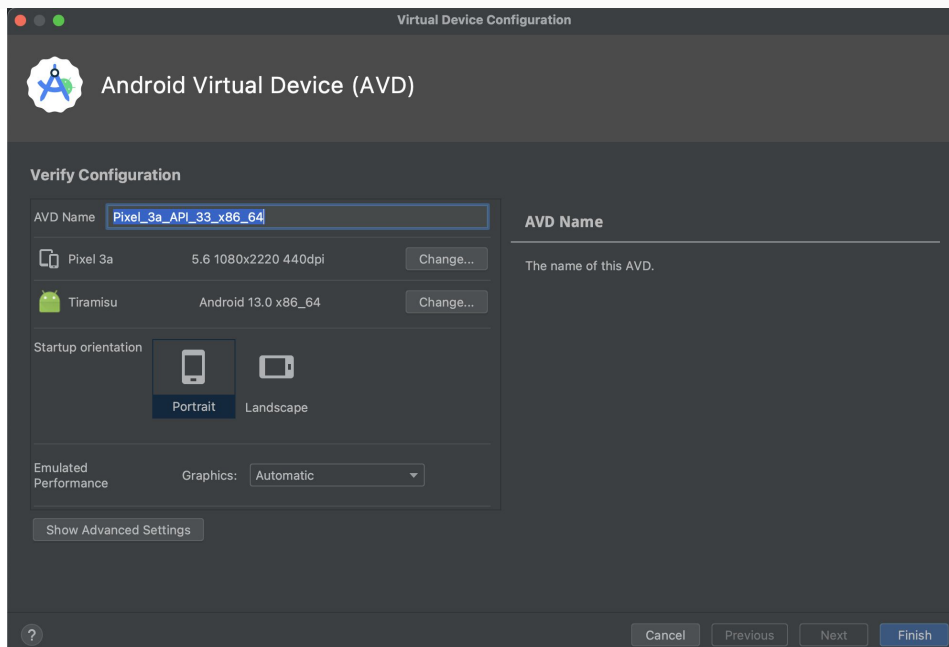 Virtual Device Configuration
Android Virtual Device (AVD)
Verify Configuration
AVD Name Pixel_3a_API_33_x86_64
Pixel 3a 5.6 1080x2220 440dpi Change...
Tiramisu Android 13.0 x86_64 Change...
Startup orientation
Portrait Landscape
Emulated
Performance
Graphics: Automatic
Show Advanced Settings
AVD Name
The name of this AVD.
? Cancel Previous Next Finish